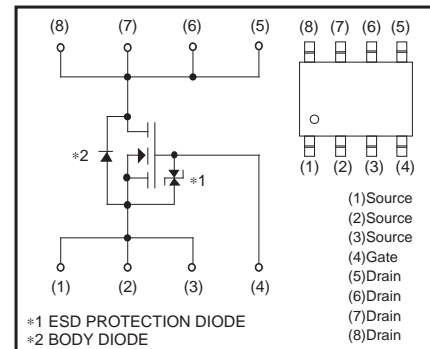 (8) (7) (6) (5)
(8) (7) (6) (5)
*2
*1
(1) (2) (3) (4)
(1) (2) (3) (4)
(1)Source
(2)Source
(3)Source
(4)Gate
(5)Drain
(6)Drain
(7)Drain
(8)Drain
*1 ESD PROTECTION DIODE
*2 BODY DIODE